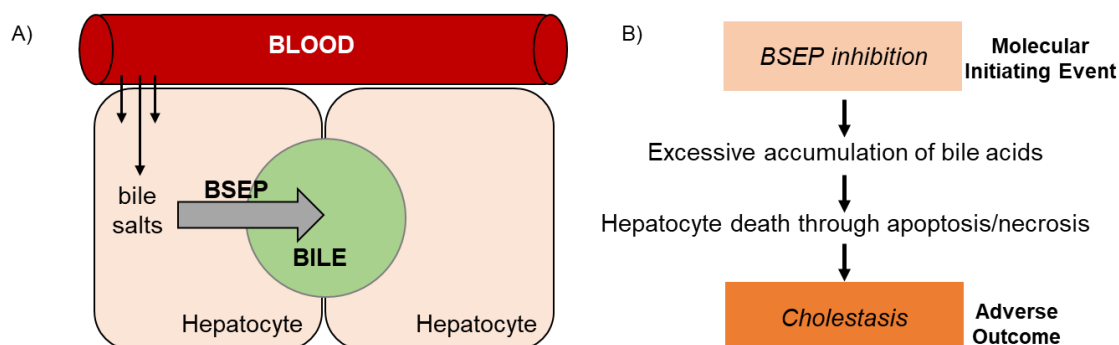 A)
BLOOD
bile
salts
BSEP
BILE
Hepatocyte
Hepatocyte
B)
BSEP inhibition
Molecular
Initiating Event
Excessive accumulation of bile acids
Hepatocyte death through apoptosis/necrosis
Cholestasis
Adverse
Outcome